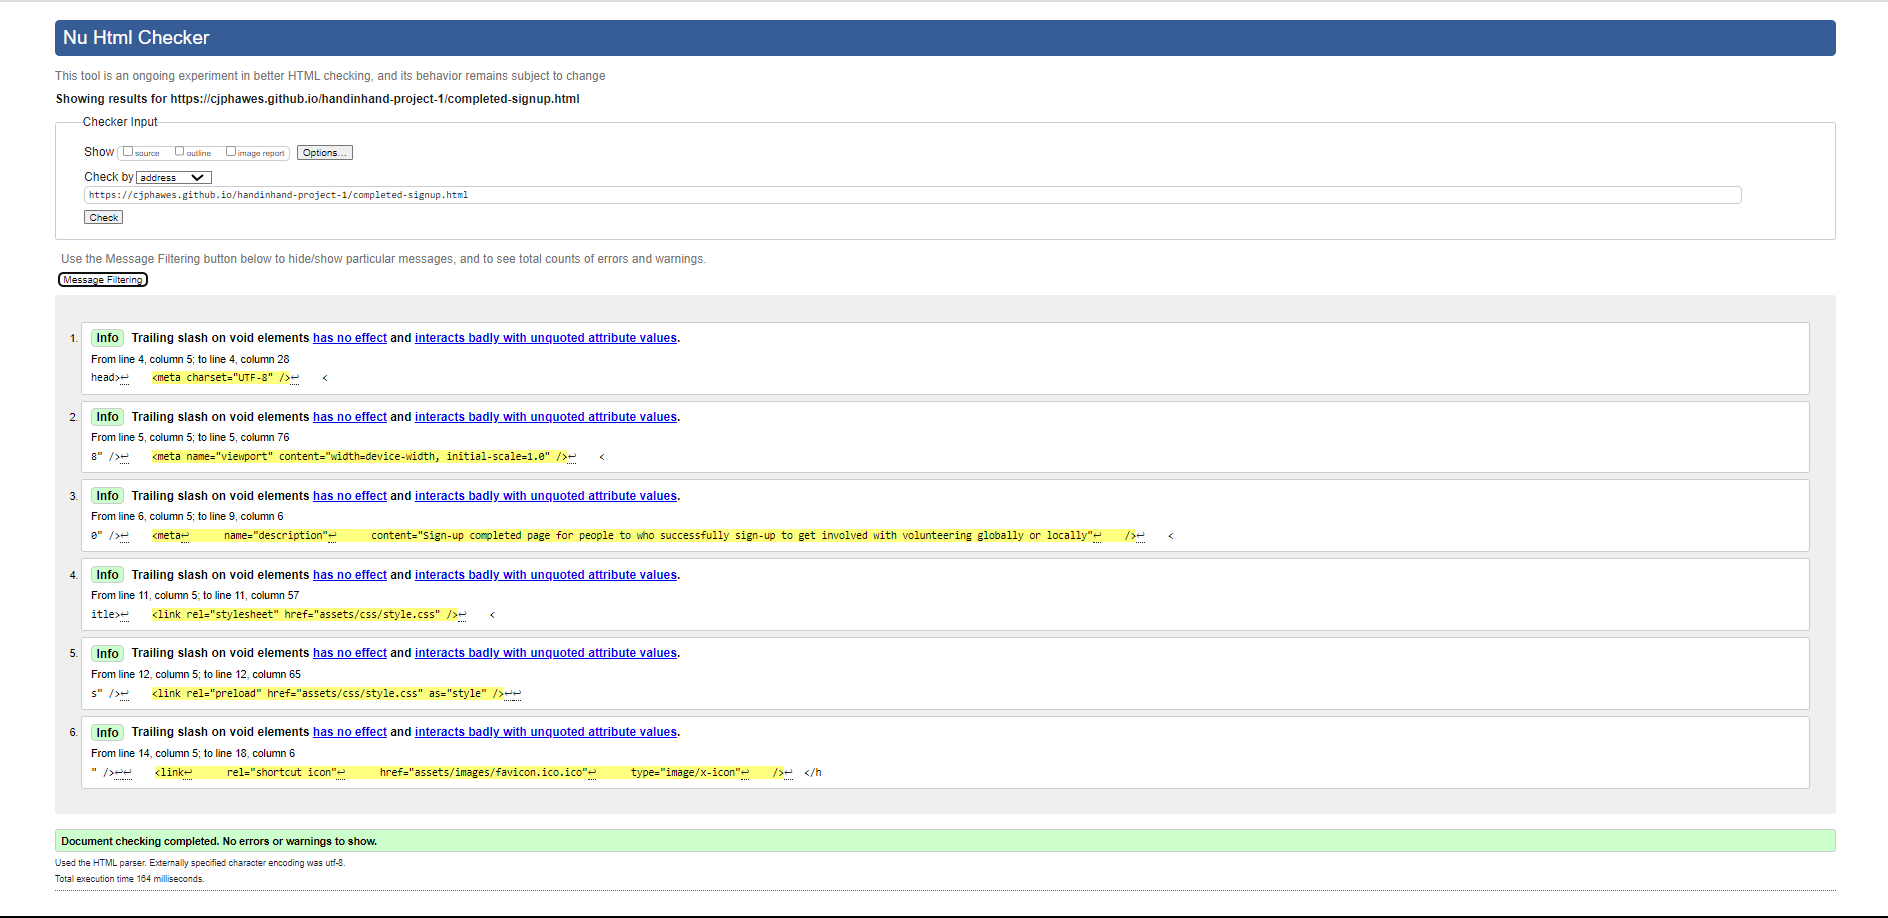 Nu Html Checker
This tool is an ongoing experiment in better HTML checking, and its behavior remains subject to change
Showing results for https://cjphawes.github.io/handinhand-project-1/completed-signup.html
Checker Input
Show source outline image report Options...
Check by address
https://cjphawes.github.io/handinhand-project-1/completed-signup.html
Check
Use the Message Filtering button below to hide/show particular messages, and to see total counts of errors and warnings.
Message Filtering
1. Info Trailing slash on void elements has no effect and interacts badly with unquoted attribute values.
From line 4, column 5; to line 4, column 28
head>↩ <meta charset="UTF-8" />↩ <
2. Info Trailing slash on void elements has no effect and interacts badly with unquoted attribute values.
From line 5, column 5; to line 5, column 76
8" />↩ <meta name="viewport" content="width=device-width, initial-scale=1.0" />↩ <
3. Info Trailing slash on void elements has no effect and interacts badly with unquoted attribute values.
From line 6, column 5; to line 9, column 6
0" />↩ <meta↩ name="description"↩ content="Sign-up completed page for people to who successfully sign-up to get involved with volunteering globally or locally"↩ />↩ <
4. Info Trailing slash on void elements has no effect and interacts badly with unquoted attribute values.
From line 11, column 5; to line 11, column 57
itle>↩ <link rel="stylesheet" href="assets/css/style.css" />↩ <
5. Info Trailing slash on void elements has no effect and interacts badly with unquoted attribute values.
From line 12, column 5; to line 12, column 65
s" />↩ <link rel="preload" href="assets/css/style.css" as="style" />↩↩
6. Info Trailing slash on void elements has no effect and interacts badly with unquoted attribute values.
From line 14, column 5; to line 18, column 6
" />↩↩ <link↩ rel="shortcut icon"↩ href="assets/images/favicon.ico.ico"↩ type="image/x-icon"↩ />↩ </h
Document checking completed. No errors or warnings to show.
Used the HTML parser. Externally specified character encoding was utf-8.
Total execution time 164 milliseconds.